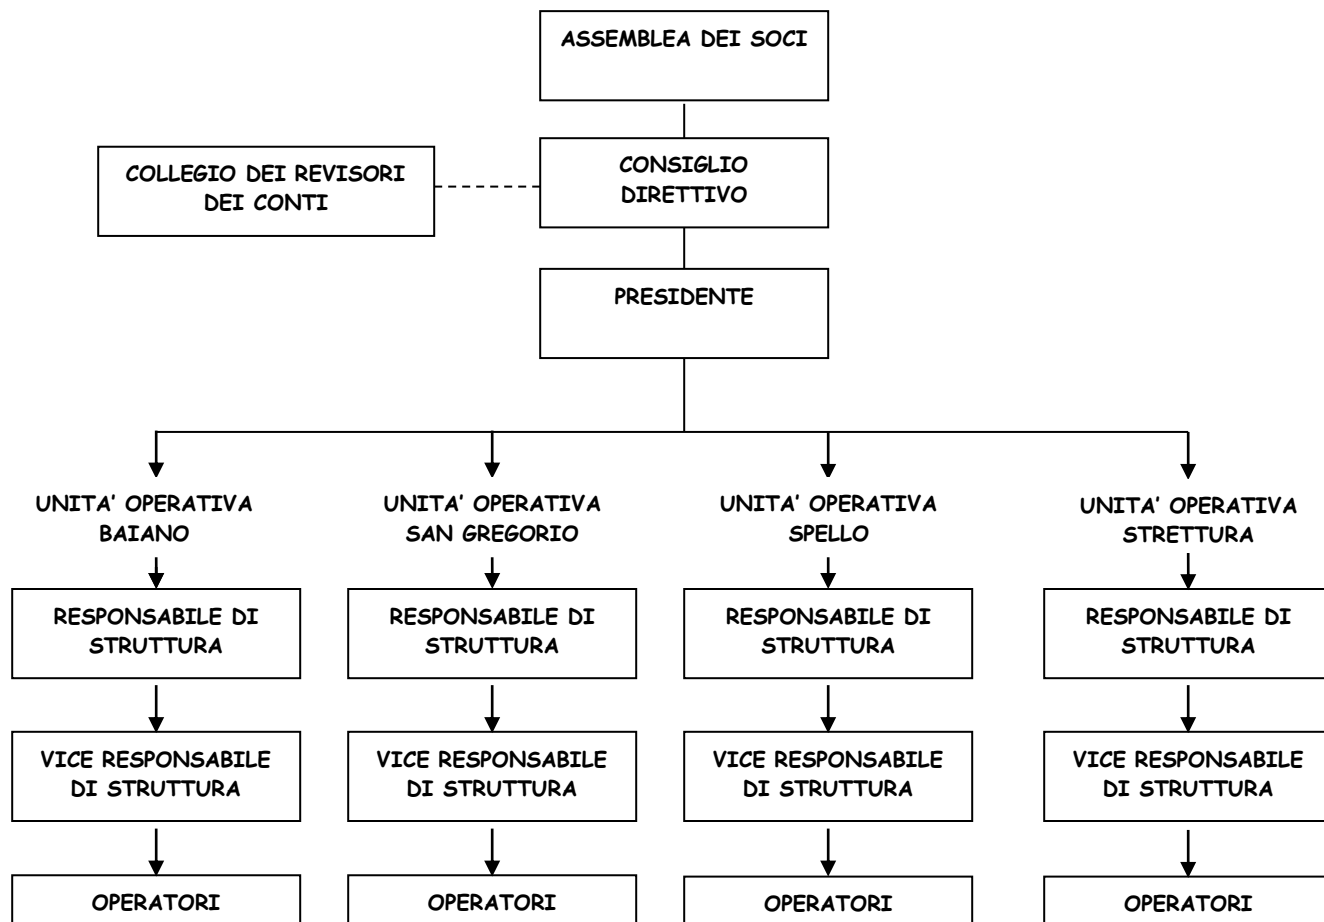 ASSEMBLEA DEI SOCI
COLLEGIO DEI REVISORI
DEI CONTI
CONSIGLIO
DIRETTIVO
PRESIDENTE
UNITA' OPERATIVA
BAIANO
UNITA' OPERATIVA
SAN GREGORIO
UNITA' OPERATIVA
SPELLO
UNITA' OPERATIVA
STRETTURA
RESPONSABILE DI
STRUTTURA
RESPONSABILE DI
STRUTTURA
RESPONSABILE DI
STRUTTURA
RESPONSABILE DI
STRUTTURA
VICE RESPONSABILE
DI STRUTTURA
VICE RESPONSABILE
DI STRUTTURA
VICE RESPONSABILE
DI STRUTTURA
VICE RESPONSABILE
DI STRUTTURA
OPERATORI
OPERATORI
OPERATORI
OPERATORI